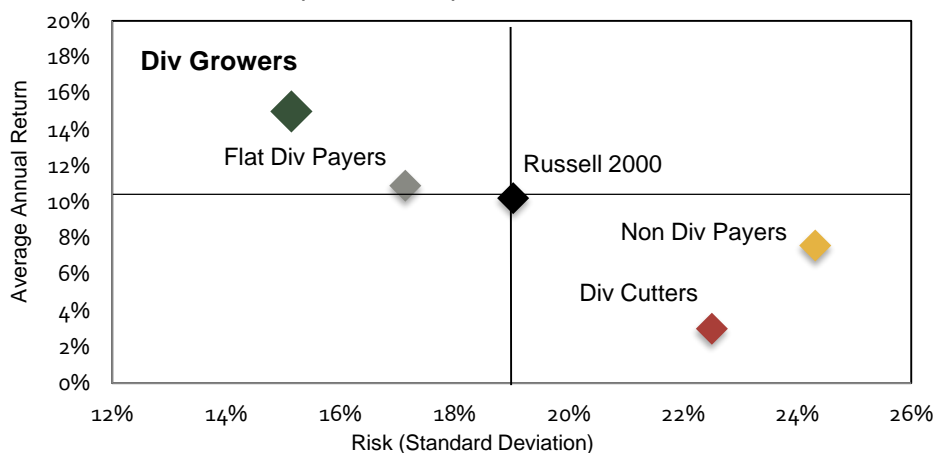 20%
18%
16%
14%
12%
10%
8%
6%
4%
2%
0%
Average Annual Return
Div Growers
Flat Div Payers
Russell 2000
Non Div Payers
Div Cutters
12% 14% 16% 18% 20% 22% 24% 26%
Risk (Standard Deviation)